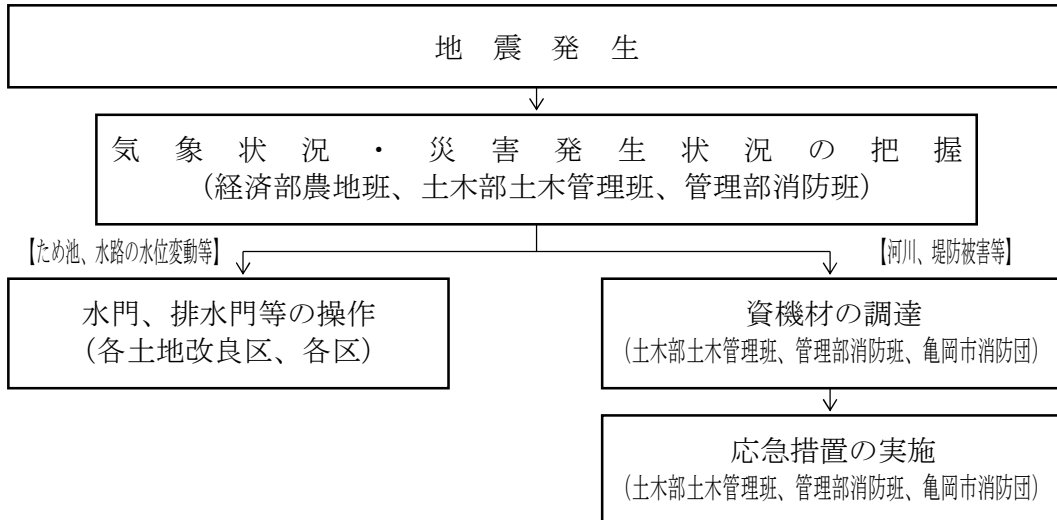 地震発生
気象状況・災害発生状況の把握
（経済部農地班、土木部土木管理班、管理部消防班）
【ため池、水路の水位変動等】
【河川、堤防被害等】
水門、排水門等の操作
（各土地改良区、各区）
資機材の調達
（土木部土木管理班、管理部消防班、亀岡市消防団）
応急措置の実施
（土木部土木管理班、管理部消防班、亀岡市消防団）